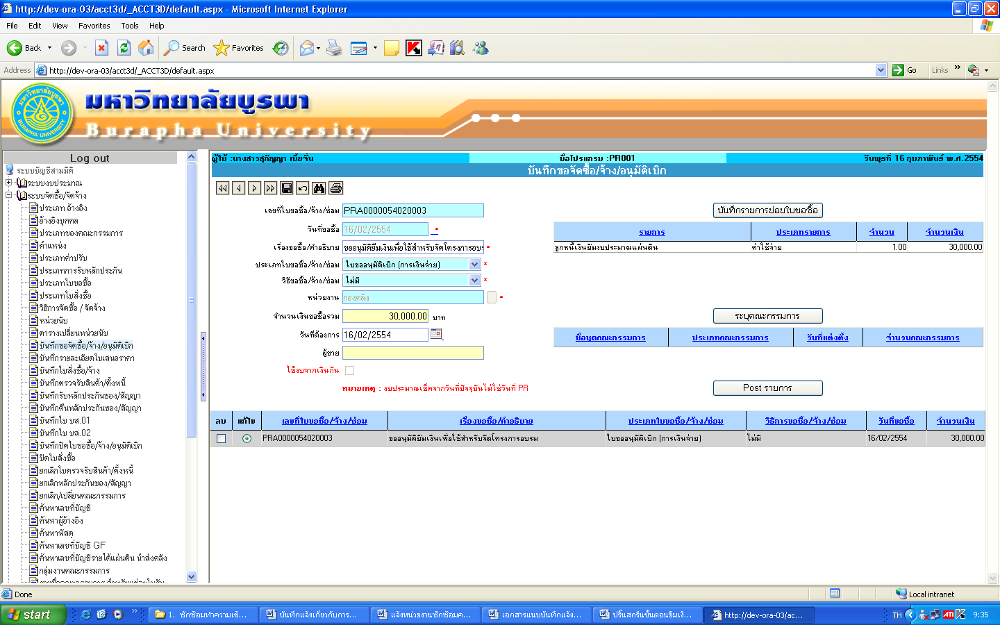 http://dev-ora-03/acct3d/_ACCT3D/default.aspx - Microsoft Internet Explorer
File Edit View Favorites Tools Help
Back Search Favorites
Address http://dev-ora-03/acct3d/_ACCT3D/default.aspx Go Links
มหาวิทยาลัยบูรพา
Burapha University
Log out
ระบบบัญชีสามมิติ
ระบบงบประมาณ
ระบบจัดซื้อ/จัดจ้าง
ประเภท อ้างอิง
อ้างอิงบุคคล
ประเภทของคณะกรรมการ
ตำแหน่ง
ประเภทค่าปรับ
ประเภทการรับหลักประกัน
ประเภทใบขอซื้อ
ประเภทใบสั่งซื้อ
วิธีการจัดซื้อ / จัดจ้าง
หน่วยนับ
ตารางเปลี่ยนหน่วยนับ
บันทึกขอจัดซื้อ/จ้าง/อนุมัติเบิก
บันทึกรายละเอียดใบเสนอราคา
บันทึกใบสั่งซื้อ/จ้าง
บันทึกตรวจรับสินค้า/ตั้งหนี้
บันทึกรับหลักประกันซอง/สัญญา
บันทึกคืนหลักประกันซอง/สัญญา
บันทึกใบ บส.01
บันทึกใบ บส.02
บันทึกปิดใบขอซื้อ/จ้าง/อนุมัติเบิก
ปิดใบสั่งซื้อ
ยกเลิกใบตรวจรับสินค้า/ตั้งหนี้
ยกเลิกหลักประกันซอง/สัญญา
ยกเลิก/เปลี่ยนคณะกรรมการ
ค้นหาเลขที่บัญชี
ค้นหาผู้อ้างอิง
ค้นหาพัสดุ
ค้นหาเลขที่บัญชี GF
ค้นหาเลขที่บัญชีรายได้แผ่นดิน นำส่งคลัง
กลุ่มงานคณะกรรมการ
ผู้ใช้ :นางสาวสุกัญญา เบี้ยจั่น ชื่อโปรแกรม :PR001 วันพุธที่ 16 กุมภาพันธ์ พ.ศ.2554
บันทึกขอจัดซื้อ/จ้าง/อนุมัติเบิก
เลขที่ใบขอซื้อ/จ้าง/ซ่อม PRA0000054020003
วันที่ขอซื้อ 16/02/2554 *
เรื่องขอซื้อ/คำอธิบาย ขออนุมัติยืมเงินเพื่อใช้สำหรับจัดโครงการอบร *
ประเภทใบขอซื้อ/จ้าง/ซ่อม ใบขออนุมัติเบิก (การเงินจ่าย) *
วิธีขอซื้อ/จ้าง/ซ่อม ไม่มี *
หน่วยงาน กองคลัง ... *
จำนวนเงินขอซื้อรวม 30,000.00 บาท
วันที่ต้องการ 16/02/2554
ผู้ขาย
ใช้งบจากเงินกัน
หมายเหตุ : งบประมาณเช็คจากวันที่ปัจจุบันไม่ใช่วันที่ PR
บันทึกรายการย่อยใบขอซื้อ
รายการ ประเภทรายการ จำนวน จำนวนเงิน
ลูกหนี้เงินยืมงบประมาณแผ่นดิน ค่าใช้จ่าย 1.00 30,000.00
ระบุคณะกรรมการ
ชื่อชุดคณะกรรมการ ประเภทคณะกรรมการ วันที่แต่งตั้ง จำนวนคณะกรรมการ
Post รายการ
ลบ แก้ไข เลขที่ใบขอซื้อ/จ้าง/ซ่อม เรื่องขอซื้อ/คำอธิบาย ประเภทใบขอซื้อ/จ้าง/ซ่อม วิธีการขอซื้อ/จ้าง/ซ่อม วันที่ขอซื้อ จำนวนเงิน
PRA0000054020003 ขออนุมัติยืมเงินเพื่อใช้สำหรับจัดโครงการอบรม ใบขออนุมัติเบิก (การเงินจ่าย) ไม่มี 16/02/2554 30,000.00
Done Local intranet
start 1. ซักซ้อมทำความเข้... บันทึกแจ้งเกี่ยวกับการ... แจ้งหน่วยงานซักซ้อมค... เอกสารแนบบันทึกแจ้ง... ปริ้นสกรีนขั้นตอนยืมเงิ... http://dev-ora-03/ac... TH 9:35